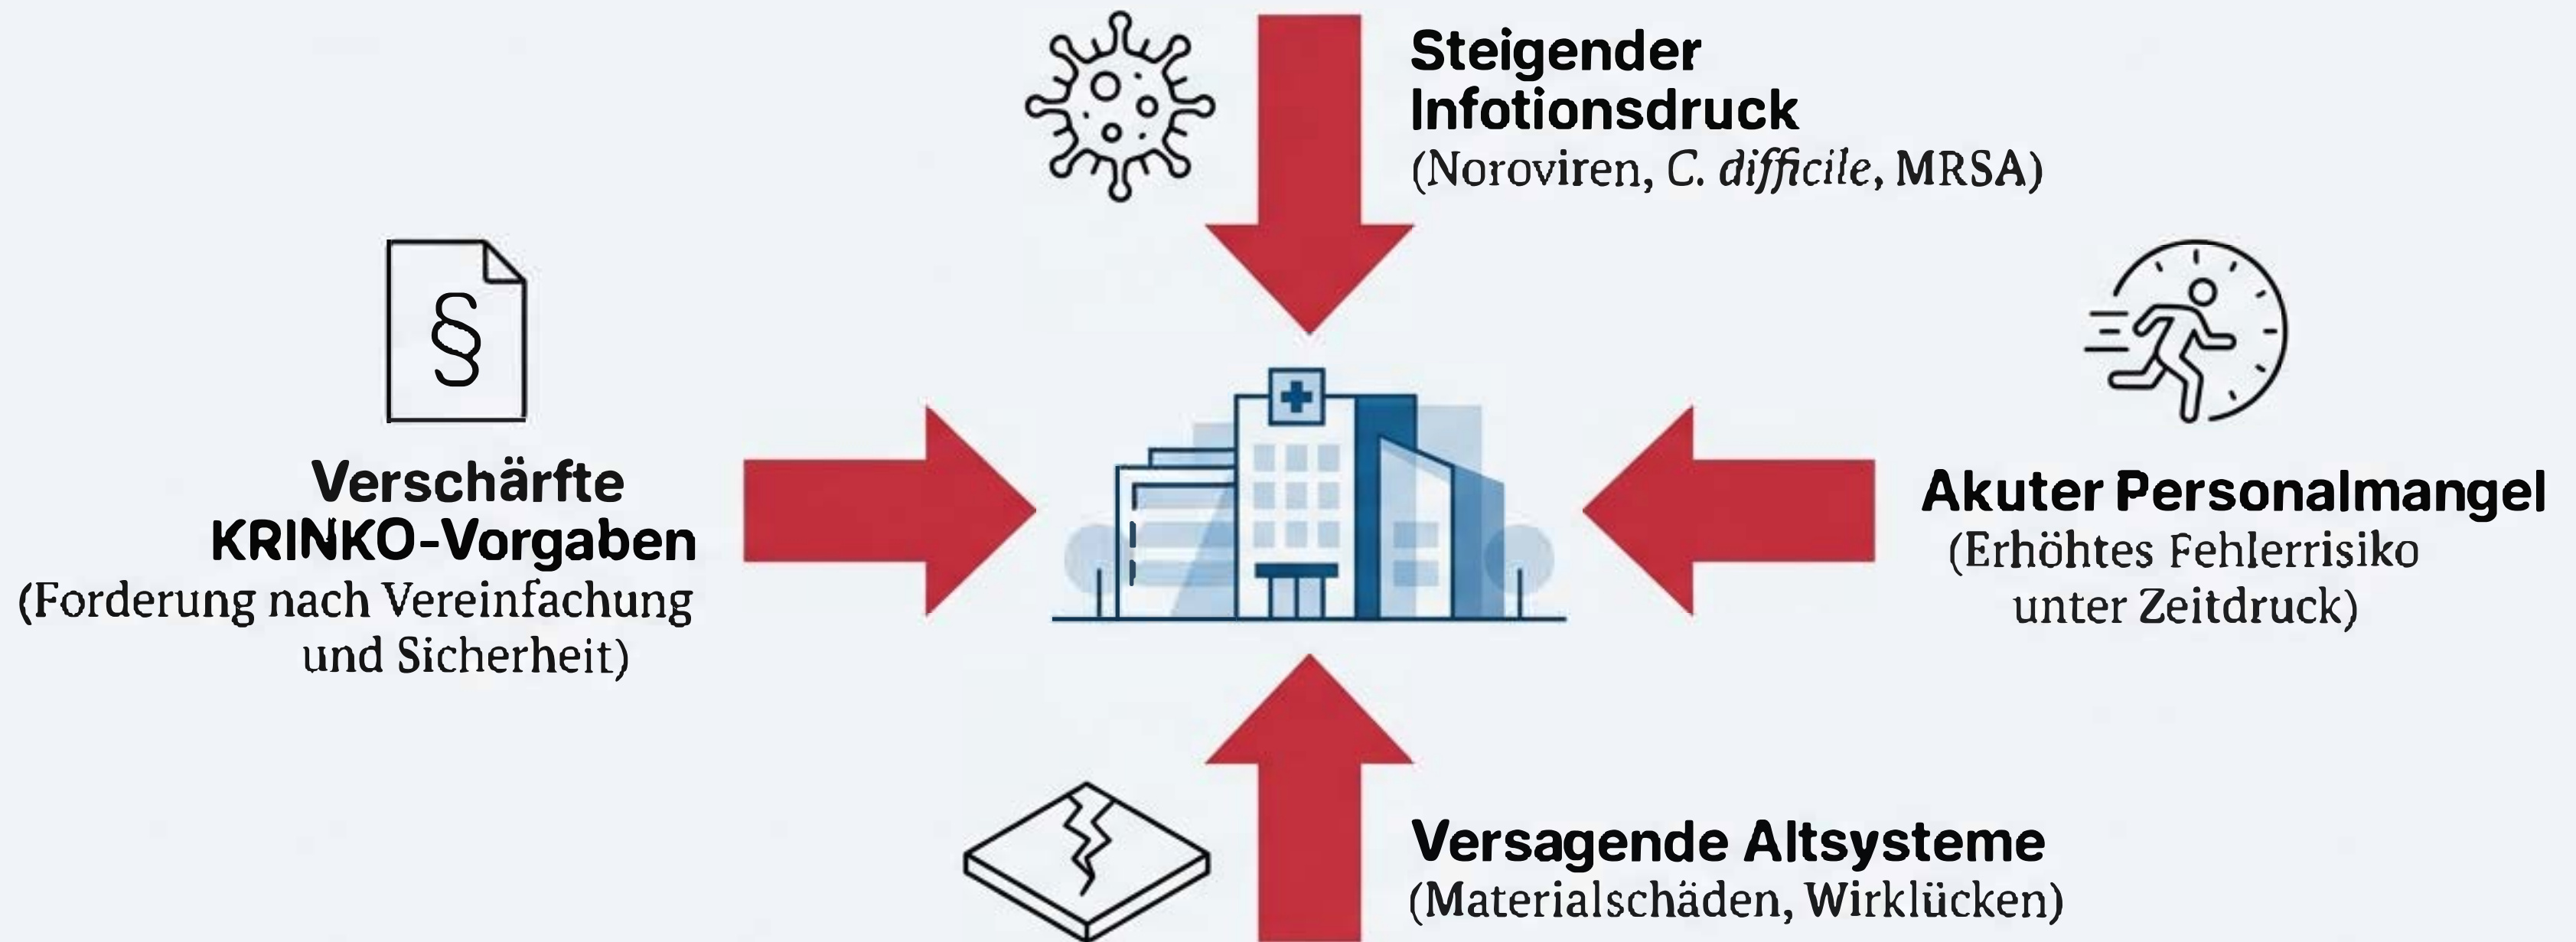 Steigender
Infotionsdruck
(Noroviren, C. difficile, MRSA)
§
Verschärfte
KRINKO-Vorgaben
(Forderung nach Vereinfachung
und Sicherheit)
Akuter Personalmangel
(Erhöhtes Fehlerrisiko
unter Zeitdruck)
Versagende Altsysteme
(Materialschäden, Wirklücken)